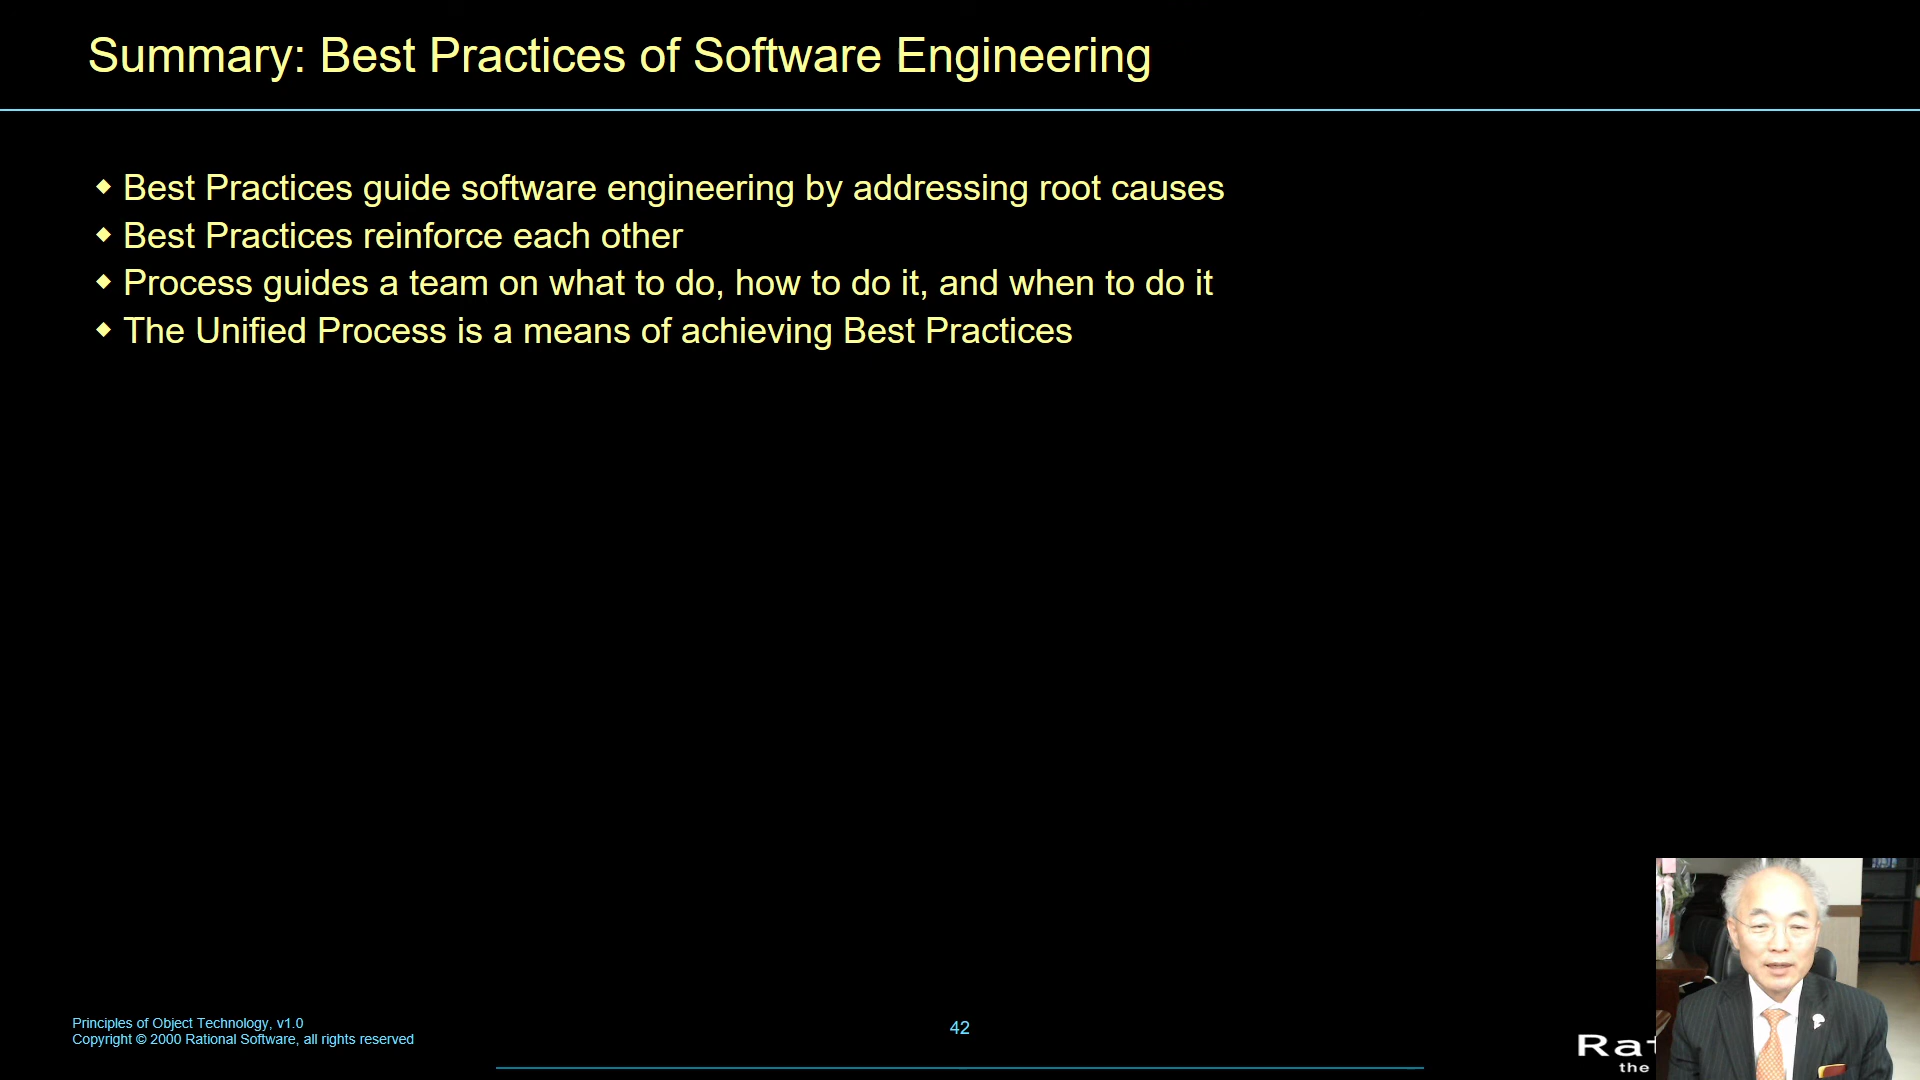 Summary: Best Practices of Software Engineering
Best Practices guide software engineering by addressing root causes
Best Practices reinforce each other
Process guides a team on what to do, how to do it, and when to do it
The Unified Process is a means of achieving Best Practices
Principles of Object Technology, v1.0
Copyright © 2000 Rational Software, all rights reserved
42
the